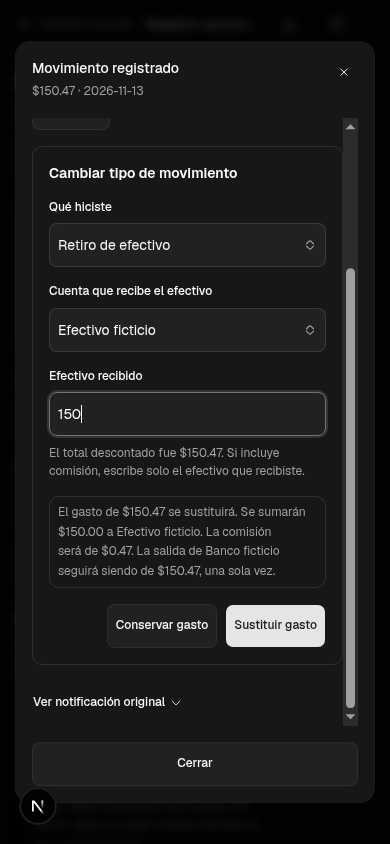 Movimiento registrado
$150.47 · 2026-11-13
Cambiar tipo de movimiento
Qué hiciste
Retiro de efectivo
Cuenta que recibe el efectivo
Efectivo ficticio
Efectivo recibido
150
El total descontado fue $150.47. Si incluye
comisión, escribe solo el efectivo que recibiste.
El gasto de $150.47 se sustituirá. Se sumarán
$150.00 a Efectivo ficticio. La comisión
será de $0.47. La salida de Banco ficticio
seguirá siendo de $150.47, una sola vez.
Conservar gasto
Sustituir gasto
Ver notificación original
Cerrar
N